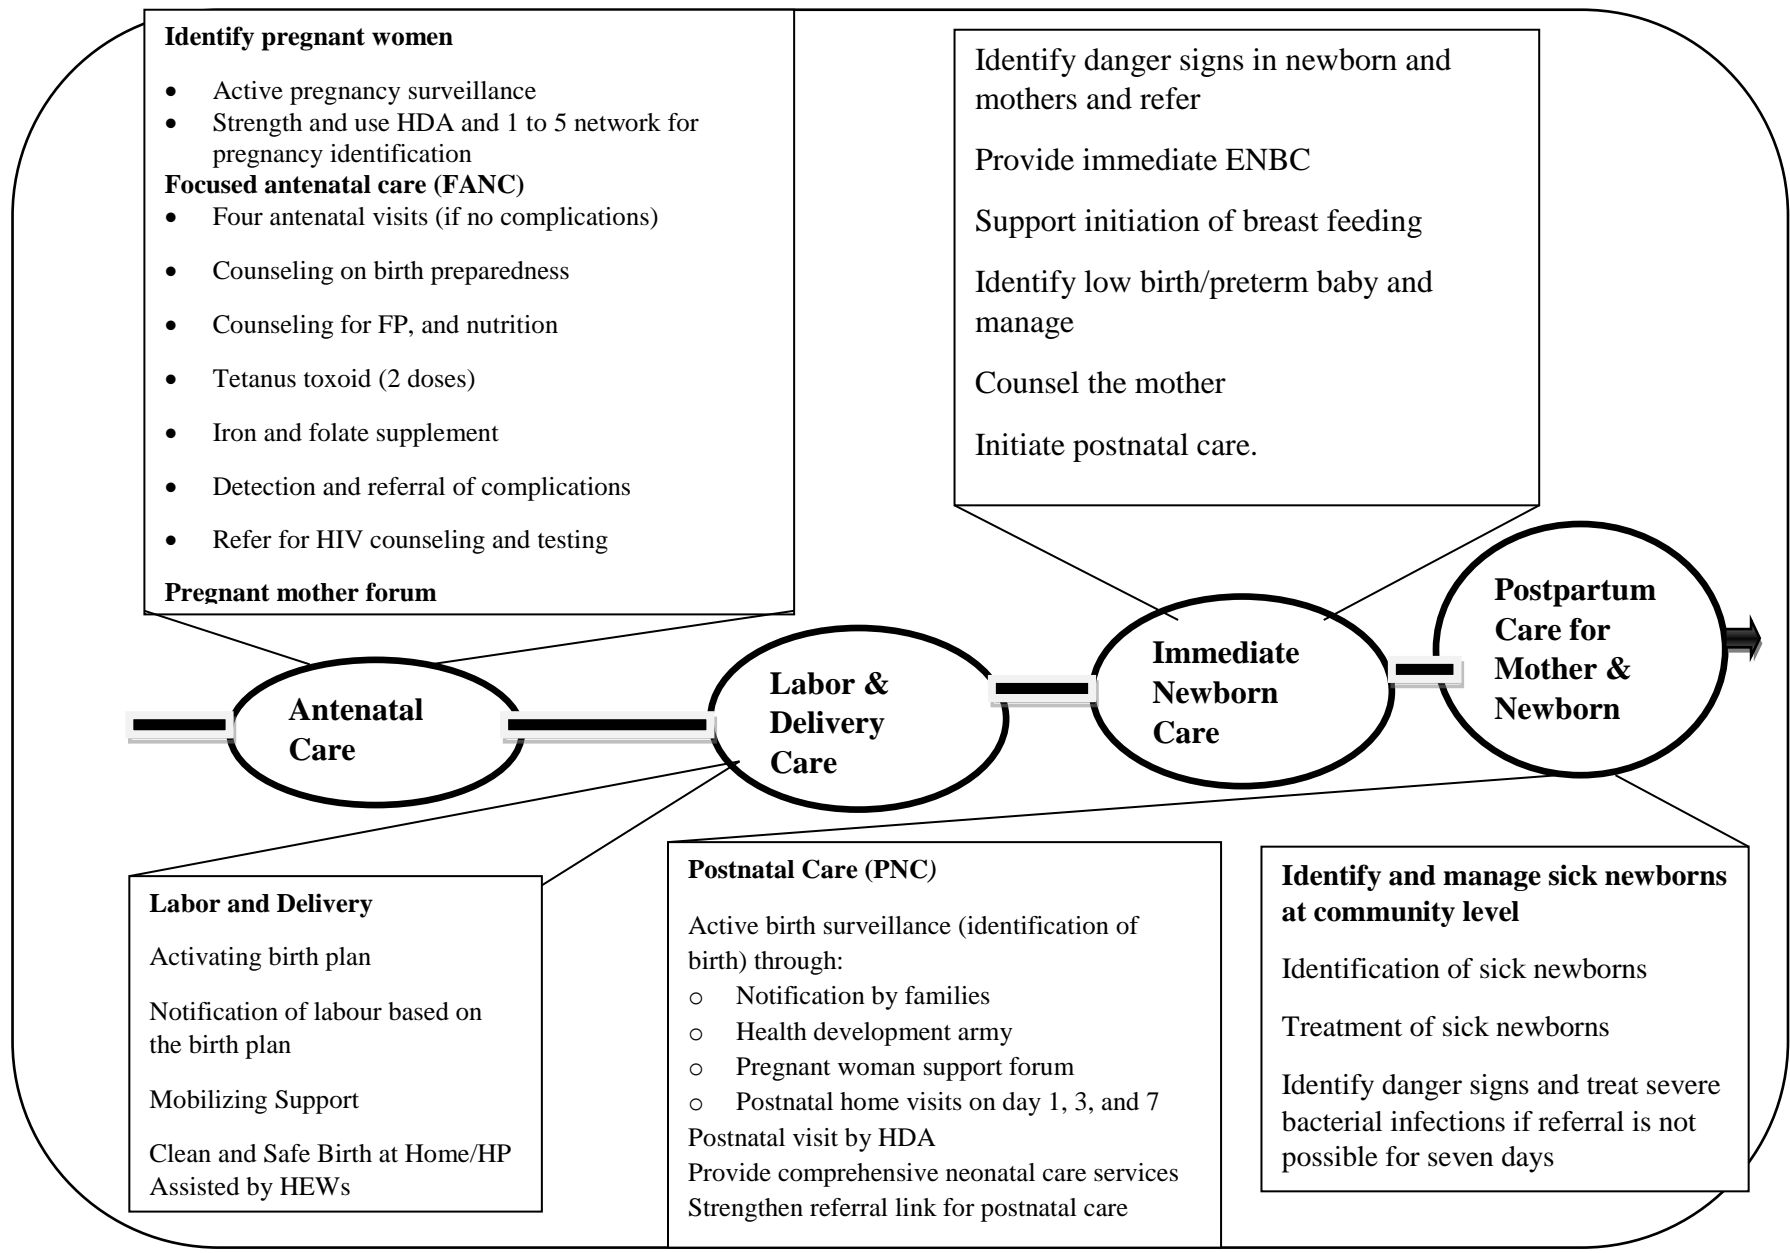 Identify pregnant women
• Active pregnancy surveillance
• Strength and use HDA and 1 to 5 network for
pregnancy identification
Focused antenatal care (FANC)
• Four antenatal visits (if no complications)
• Counseling on birth preparedness
• Counseling for FP, and nutrition
• Tetanus toxoid (2 doses)
• Iron and folate supplement
• Detection and referral of complications
• Refer for HIV counseling and testing
Pregnant mother forum
Identify danger signs in newborn and
mothers and refer
Provide immediate ENBC
Support initiation of breast feeding
Identify low birth/preterm baby and
manage
Counsel the mother
Initiate postnatal care.
Antenatal
Care
Labor &
Delivery
Care
Immediate
Newborn
Care
Postpartum
Care for
Mother &
Newborn
Labor and Delivery
Activating birth plan
Notification of labour based on
the birth plan
Mobilizing Support
Clean and Safe Birth at Home/HP
Assisted by HEWs
Postnatal Care (PNC)
Active birth surveillance (identification of
birth) through:
o Notification by families
o Health development army
o Pregnant woman support forum
o Postnatal home visits on day 1, 3, and 7
Postnatal visit by HDA
Provide comprehensive neonatal care services
Strengthen referral link for postnatal care
Identify and manage sick newborns
at community level
Identification of sick newborns
Treatment of sick newborns
Identify danger signs and treat severe
bacterial infections if referral is not
possible for seven days